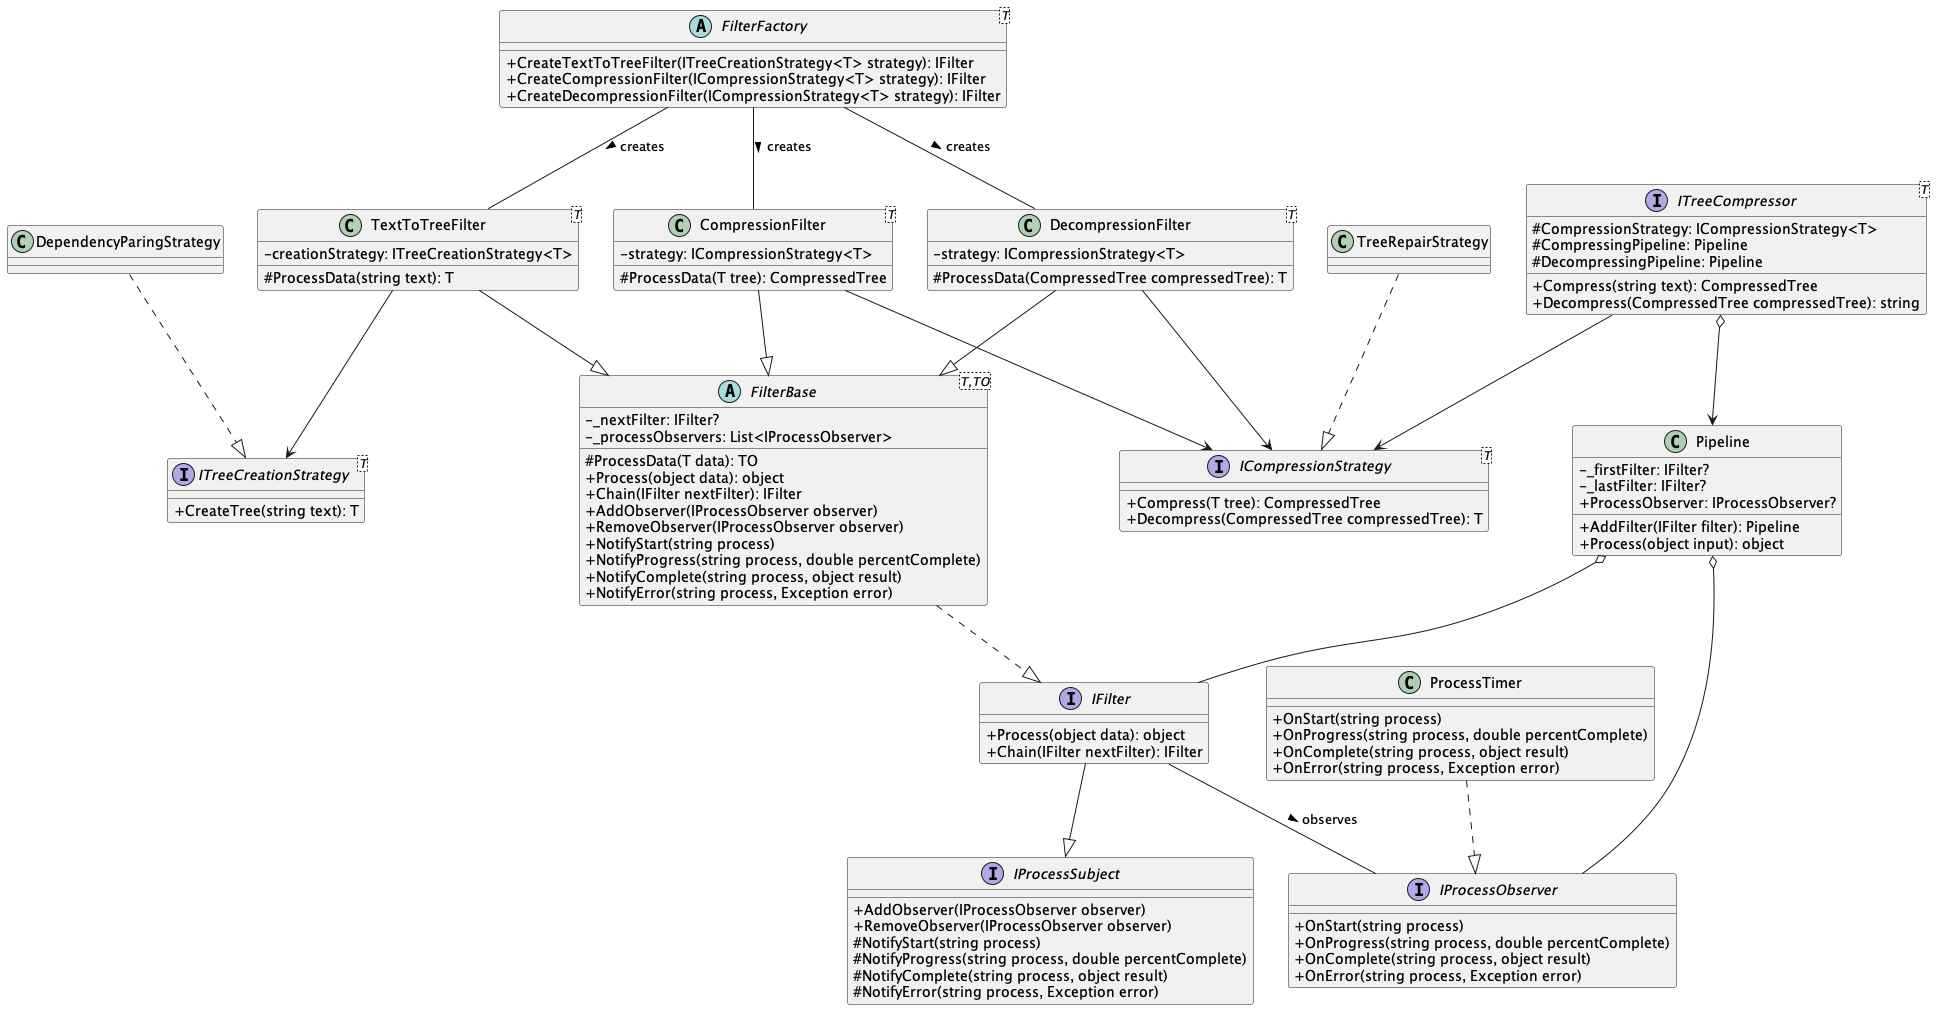 A FilterFactory T
+CreateTextToTreeFilter(ITreeCreationStrategy<T> strategy): IFilter
+CreateCompressionFilter(ICompressionStrategy<T> strategy): IFilter
+CreateDecompressionFilter(ICompressionStrategy<T> strategy): IFilter
creates
creates
creates
C DependencyParingStrategy
C TextToTreeFilter T
-creationStrategy: ITreeCreationStrategy<T>
#ProcessData(string text): T
C CompressionFilter T
-strategy: ICompressionStrategy<T>
#ProcessData(T tree): CompressedTree
C DecompressionFilter T
-strategy: ICompressionStrategy<T>
#ProcessData(CompressedTree compressedTree): T
C TreeRepairStrategy
I ITreeCompressor T
#CompressionStrategy: ICompressionStrategy<T>
#CompressingPipeline: Pipeline
#DecompressingPipeline: Pipeline
+Compress(string text): CompressedTree
+Decompress(CompressedTree compressedTree): string
I ITreeCreationStrategy T
+CreateTree(string text): T
A FilterBase T,TO
-_nextFilter: IFilter?
-_processObservers: List<IProcessObserver>
#ProcessData(T data): TO
+Process(object data): object
+Chain(IFilter nextFilter): IFilter
+AddObserver(IProcessObserver observer)
+RemoveObserver(IProcessObserver observer)
+NotifyStart(string process)
+NotifyProgress(string process, double percentComplete)
+NotifyComplete(string process, object result)
+NotifyError(string process, Exception error)
I ICompressionStrategy T
+Compress(T tree): CompressedTree
+Decompress(CompressedTree compressedTree): T
C Pipeline
-_firstFilter: IFilter?
-_lastFilter: IFilter?
+ProcessObserver: IProcessObserver?
+AddFilter(IFilter filter): Pipeline
+Process(object input): object
I IFilter
+Process(object data): object
+Chain(IFilter nextFilter): IFilter
C ProcessTimer
+OnStart(string process)
+OnProgress(string process, double percentComplete)
+OnComplete(string process, object result)
+OnError(string process, Exception error)
observes
I IProcessSubject
+AddObserver(IProcessObserver observer)
+RemoveObserver(IProcessObserver observer)
#NotifyStart(string process)
#NotifyProgress(string process, double percentComplete)
#NotifyComplete(string process, object result)
#NotifyError(string process, Exception error)
I IProcessObserver
+OnStart(string process)
+OnProgress(string process, double percentComplete)
+OnComplete(string process, object result)
+OnError(string process, Exception error)